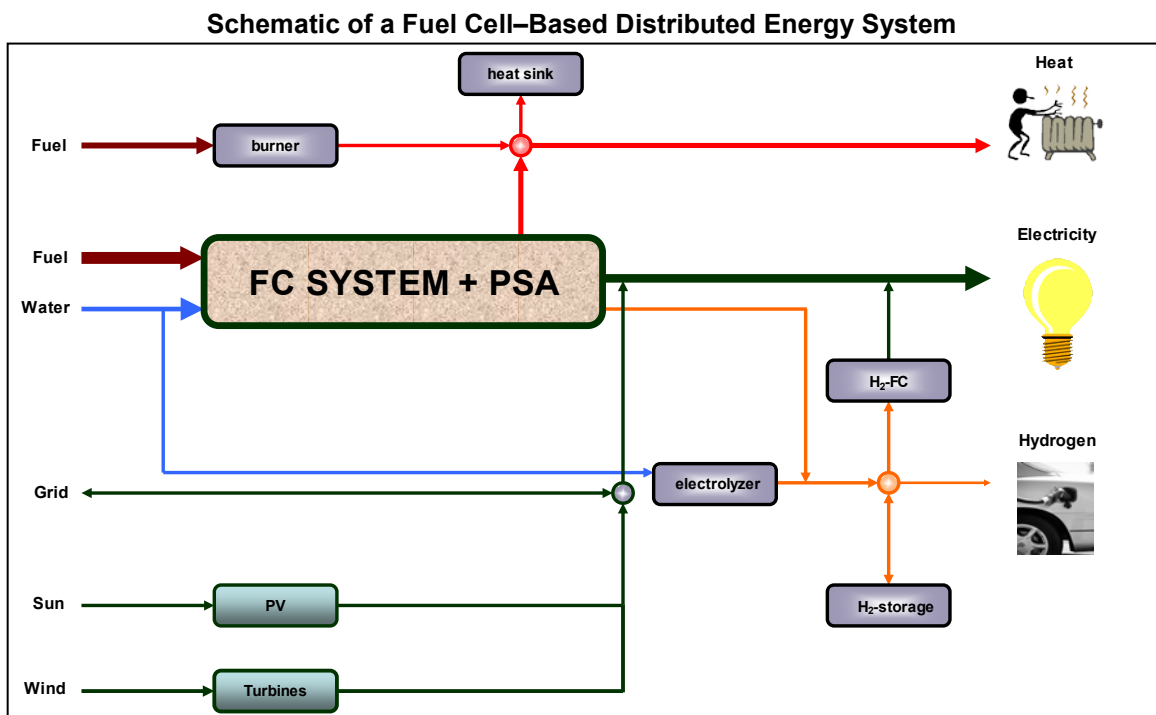 Schematic of a Fuel Cell–Based Distributed Energy System
heat sink
Heat
Fuel
burner
Fuel
FC SYSTEM + PSA
Electricity
Water
H₂-FC
Hydrogen
Grid
electrolyzer
Sun
PV
H₂-storage
Wind
Turbines